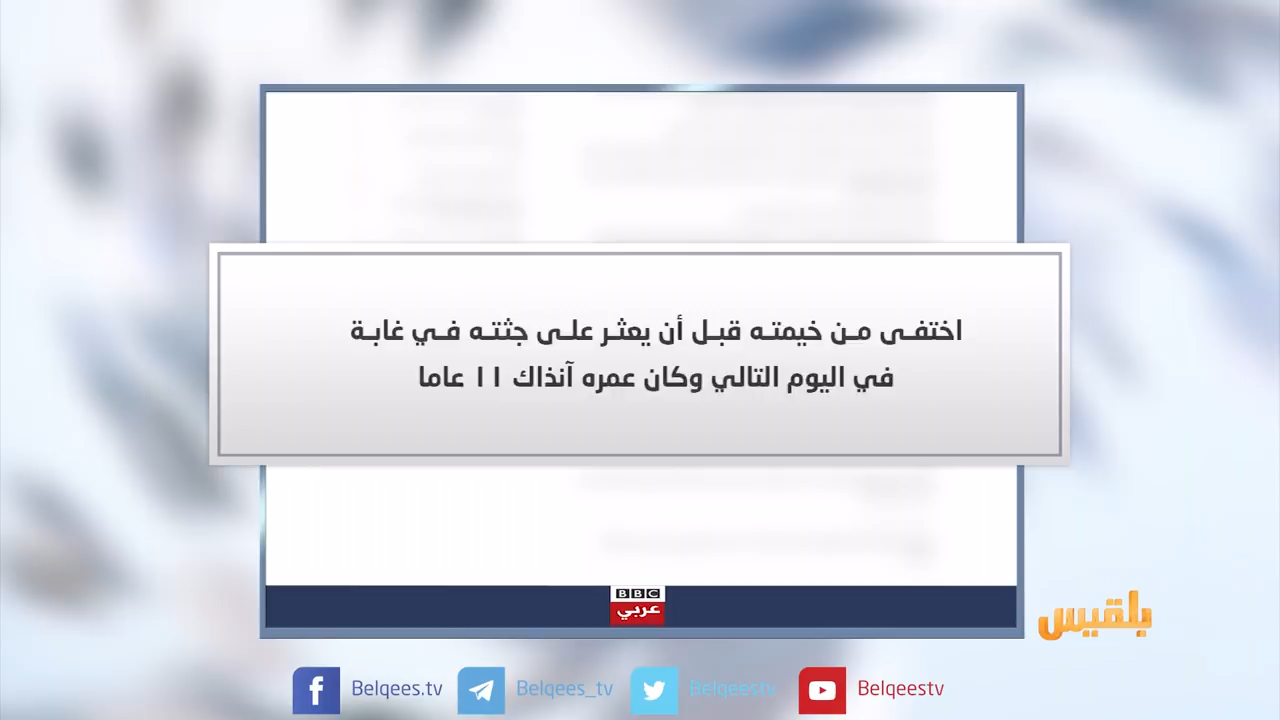 اختفى من خيمته قبل أن يعثر على جثته في غابة
في اليوم التالي وكان عمره آنذاك ١١ عاما
BBC
عربي
بلقيس
Belqees.tv
Belqees_tv
Belqeestv
Belqeestv